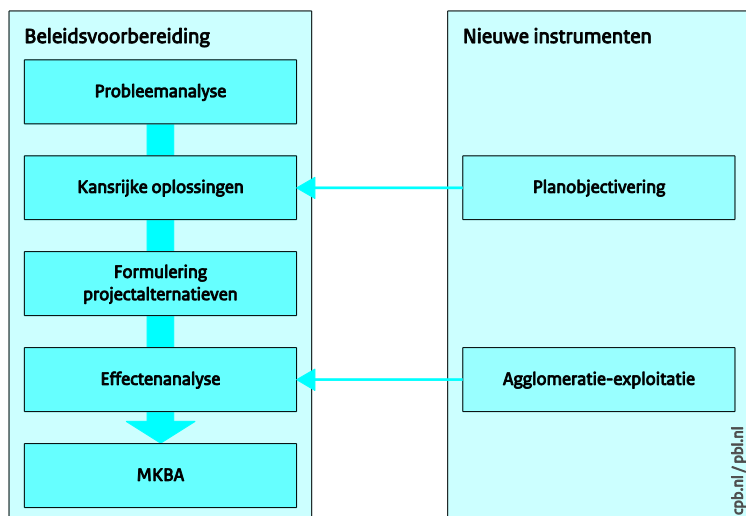 Beleidsvoorbereiding
Probleemanalyse
Kansrijke oplossingen
Formulering
projectalternatieven
Effectenanalyse
MKBA
Nieuwe instrumenten
Planobjectivering
Agglomeratie-exploitatie
cpb.nl / pbl.nl